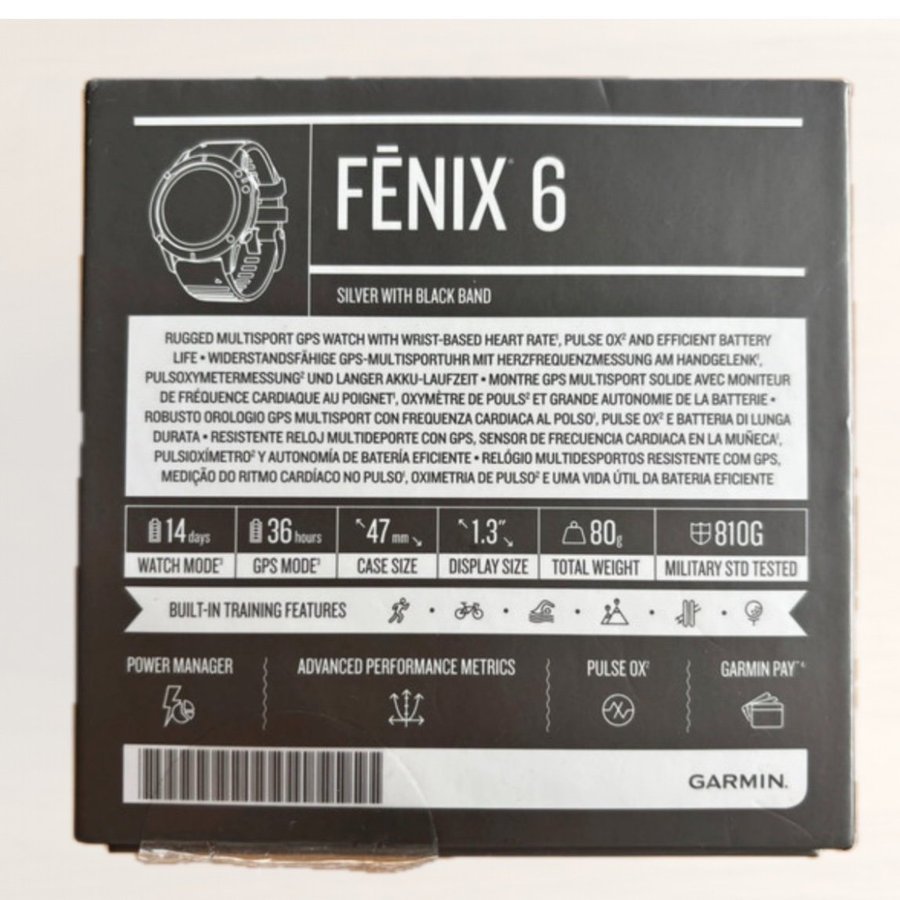 FĒNIX® 6
SILVER WITH BLACK BAND
RUGGED MULTISPORT GPS WATCH WITH WRIST-BASED HEART RATE¹, PULSE OX² AND EFFICIENT BATTERY
LIFE • WIDERSTANDSFÄHIGE GPS-MULTISPORTUHR MIT HERZFREQUENZMESSUNG AM HANDGELENK¹,
PULSOXYMETERMESSUNG² UND LANGER AKKU-LAUFZEIT • MONTRE GPS MULTISPORT SOLIDE AVEC MONITEUR
DE FRÉQUENCE CARDIAQUE AU POIGNET¹, OXYMÈTRE DE POULS² ET GRANDE AUTONOMIE DE LA BATTERIE •
ROBUSTO OROLOGIO GPS MULTISPORT CON FREQUENZA CARDIACA AL POLSO¹, PULSE OX² E BATTERIA DI LUNGA
DURATA • RESISTENTE RELOJ MULTIDEPORTE CON GPS, SENSOR DE FRECUENCIA CARDIACA EN LA MUÑECA¹,
PULSIOXÍMETRO² Y AUTONOMÍA DE BATERÍA EFICIENTE • RELÓGIO MULTIDESPORTOS RESISTENTE COM GPS,
MEDIÇÃO DO RITMO CARDÍACO NO PULSO¹, OXIMETRIA DE PULSO² E UMA VIDA ÚTIL DA BATERIA EFICIENTE
14 days 36 hours 47 mm 1.3″ 80g 810G
WATCH MODE³ GPS MODE³ CASE SIZE DISPLAY SIZE TOTAL WEIGHT MILITARY STD TESTED
BUILT-IN TRAINING FEATURES
POWER MANAGER ADVANCED PERFORMANCE METRICS PULSE OX² GARMIN PAY™ ⁴
GARMIN.